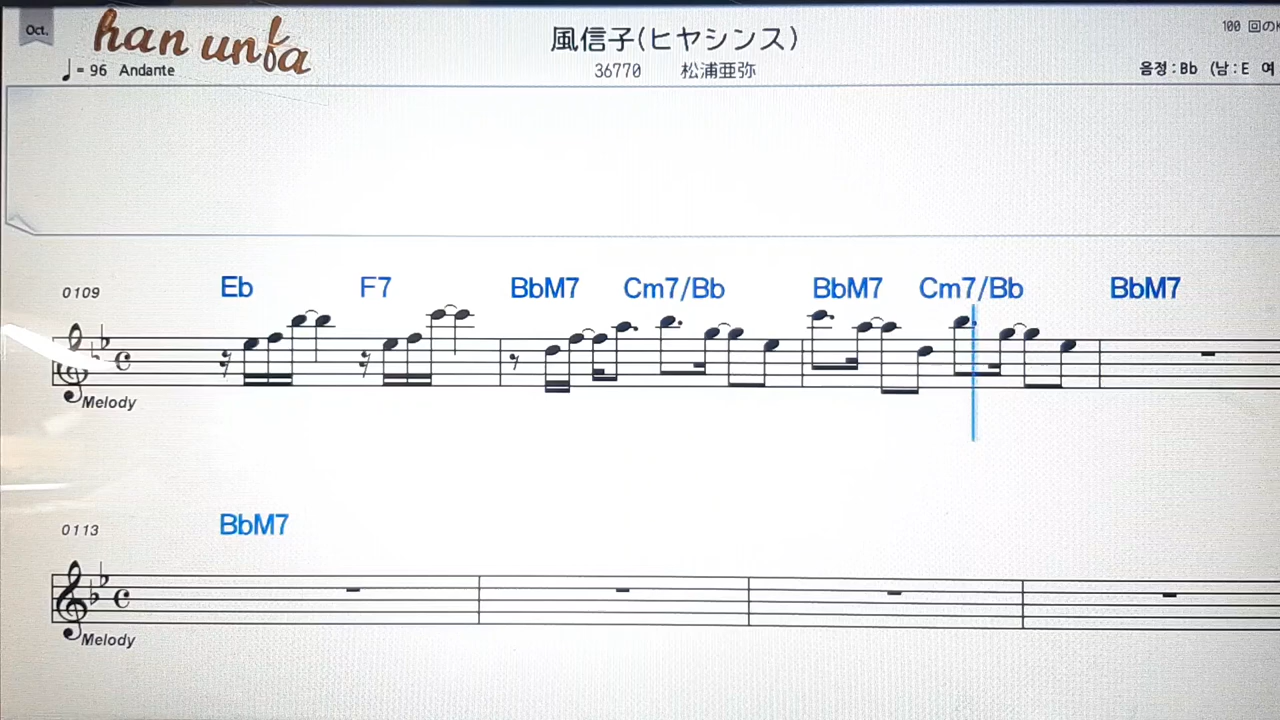 Oct.
han unfa
♩= 96 Andante
風信子(ヒヤシンス)
36770 松浦亜弥
100 回の
음정:Bb (남:E 여
0109
Eb F7 BbM7 Cm7/Bb BbM7 Cm7/Bb BbM7
Melody
0113
BbM7
Melody